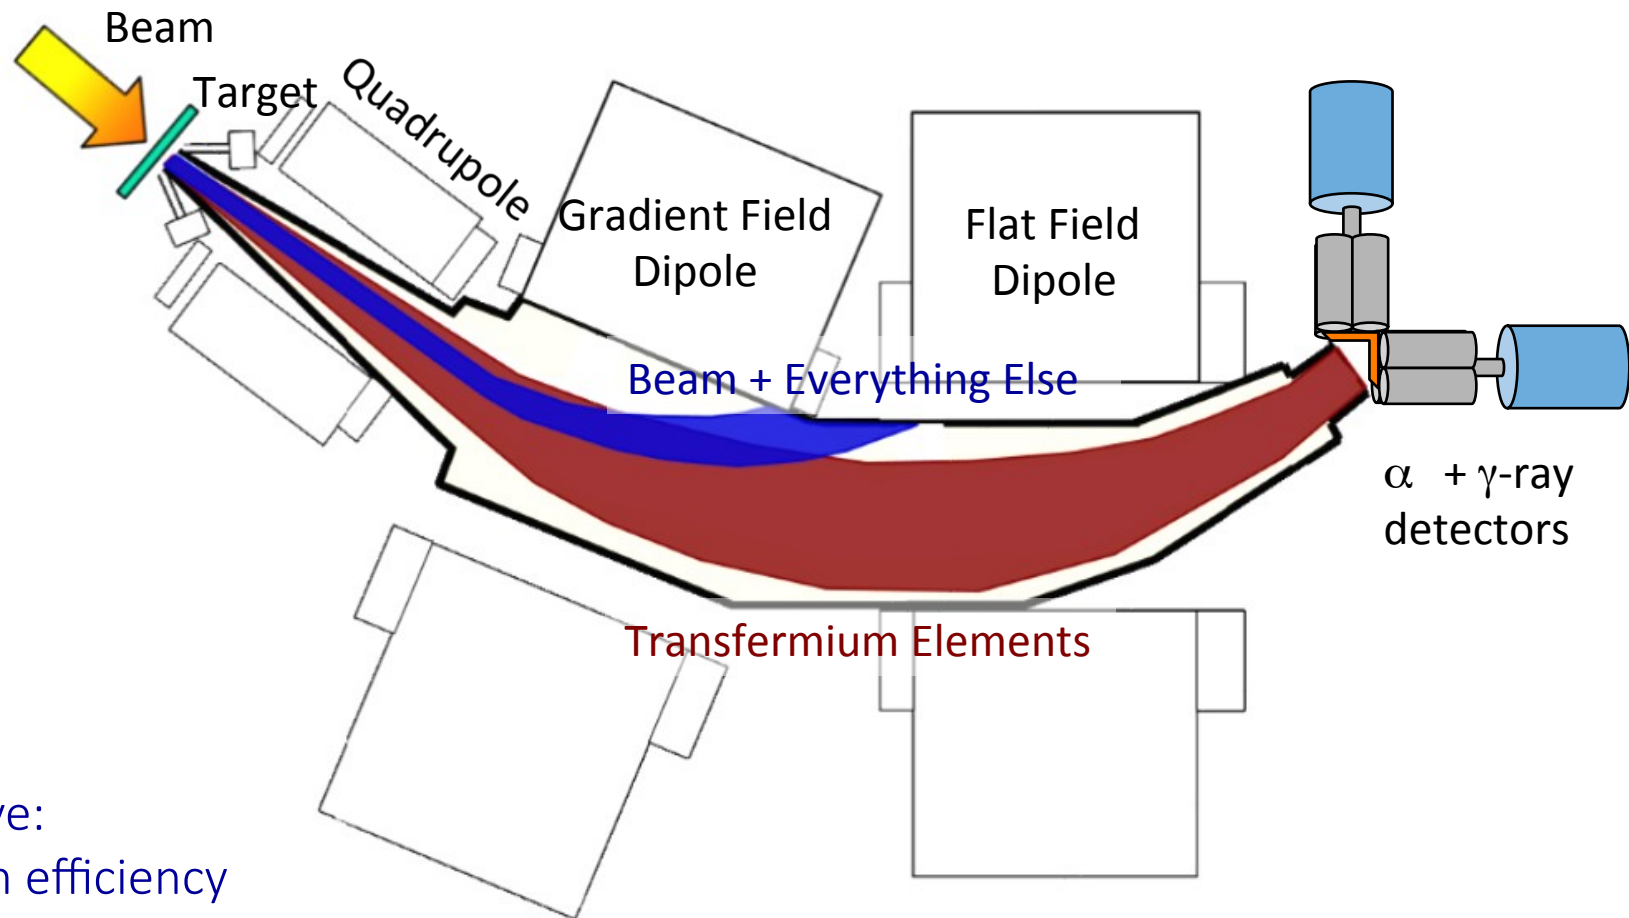 Beam
Target
Quadrupole
Gradient Field
Dipole
Flat Field
Dipole
Beam + Everything Else
α + γ-ray
detectors
Transfermium Elements
ve:
n efficiency